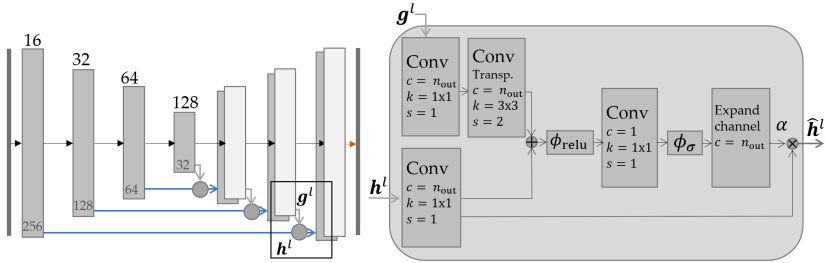 16
32
64
128
32
64
128
256
g^l
h^l
g^l
h^l
Conv
c = n_out
k = 1x1
s = 1
Conv
Transp.
c = n_out
k = 3x3
s = 2
Conv
c = n_out
k = 1x1
s = 1
+
ϕ_relu
Conv
c = 1
k = 1x1
s = 1
ϕ_σ
Expand
channel
c = n_out
α
×
ĥ^l